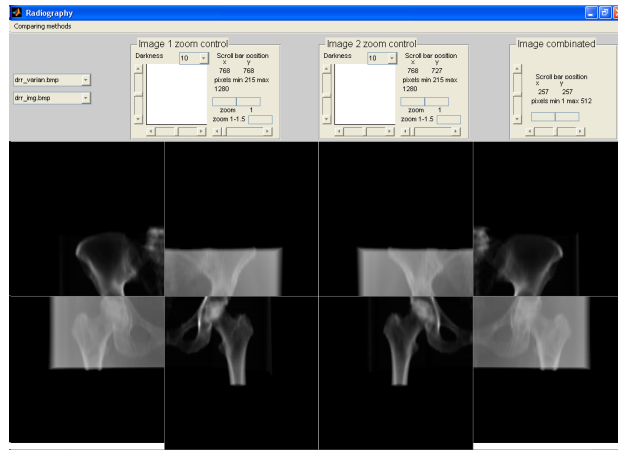 Radiography
Comparing methods
drr_varian.bmp
drr_img.bmp
Image 1 zoom control
Darkness
10
Scroll bar position
x y
768 768
pixels min 215 max
1280
zoom 1
zoom 1-1.5
Image 2 zoom control
Darkness
10
Scroll bar position
x y
768 727
pixels min 215 max
1280
zoom 1
zoom 1-1.5
Image combinated
Scroll bar position
x y
257 257
pixels min 1 max 512